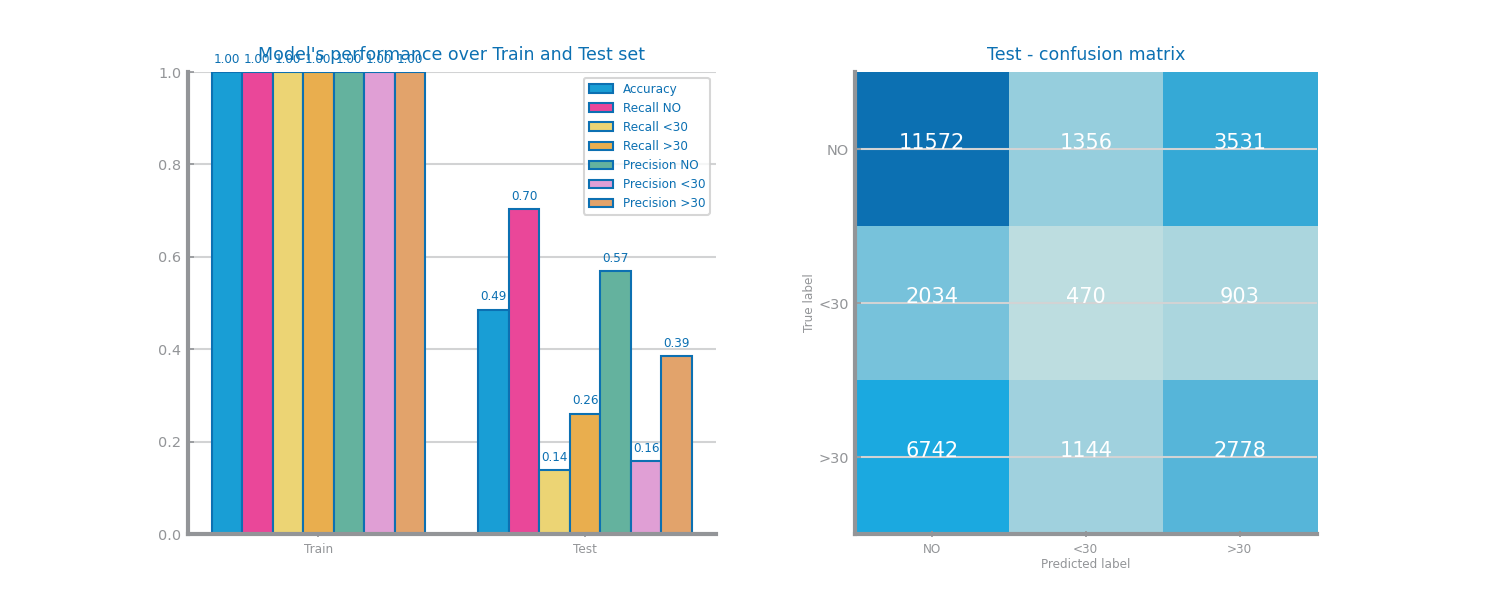 Model's performance over Train and Test set
1.00 1.00 1.00 1.00 1.00 1.00 1.00
1.0
0.8
0.6
0.4
0.2
0.0
Accuracy
Recall NO
Recall <30
Recall >30
Precision NO
Precision <30
Precision >30
0.49
0.70
0.14
0.26
0.57
0.16
0.39
Train
Test
Test - confusion matrix
True label
NO
11572 1356 3531
<30
2034 470 903
>30
6742 1144 2778
NO <30 >30
Predicted label